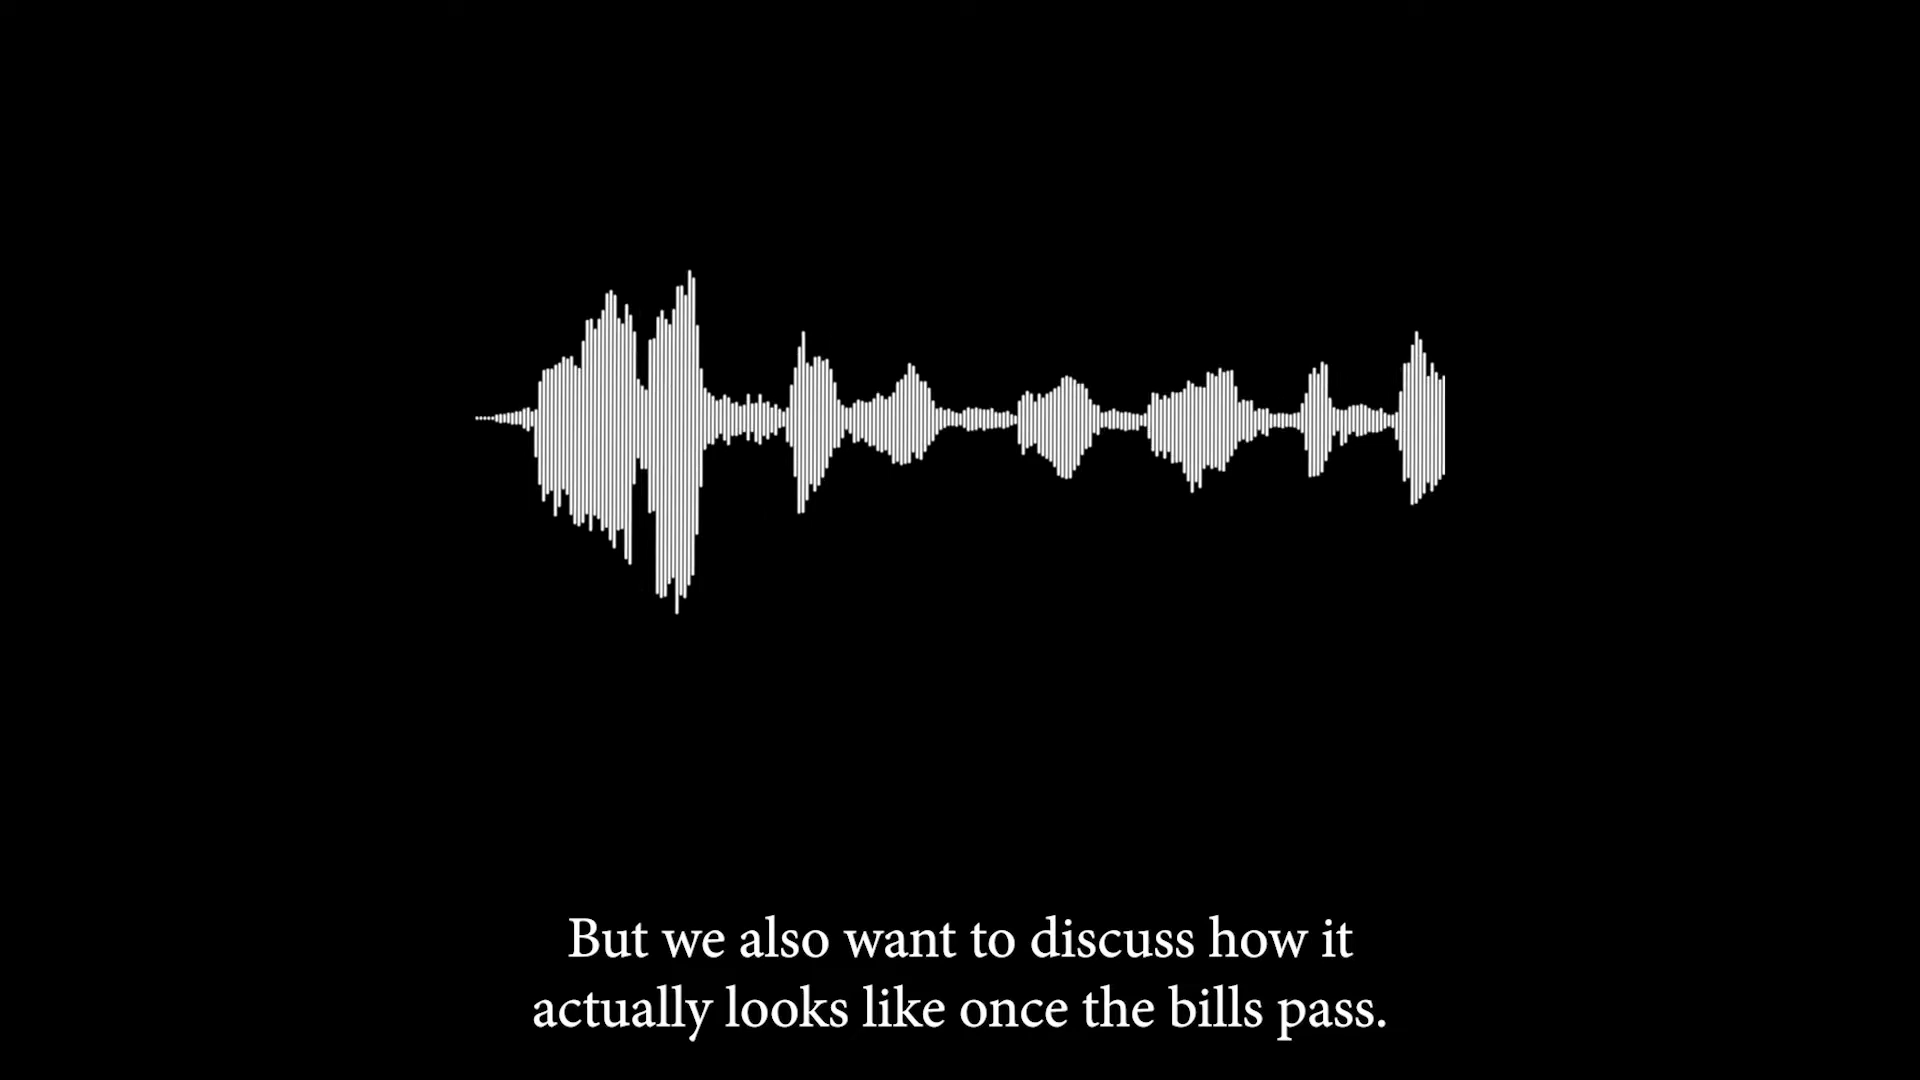 But we also want to discuss how it
actually looks like once the bills pass.